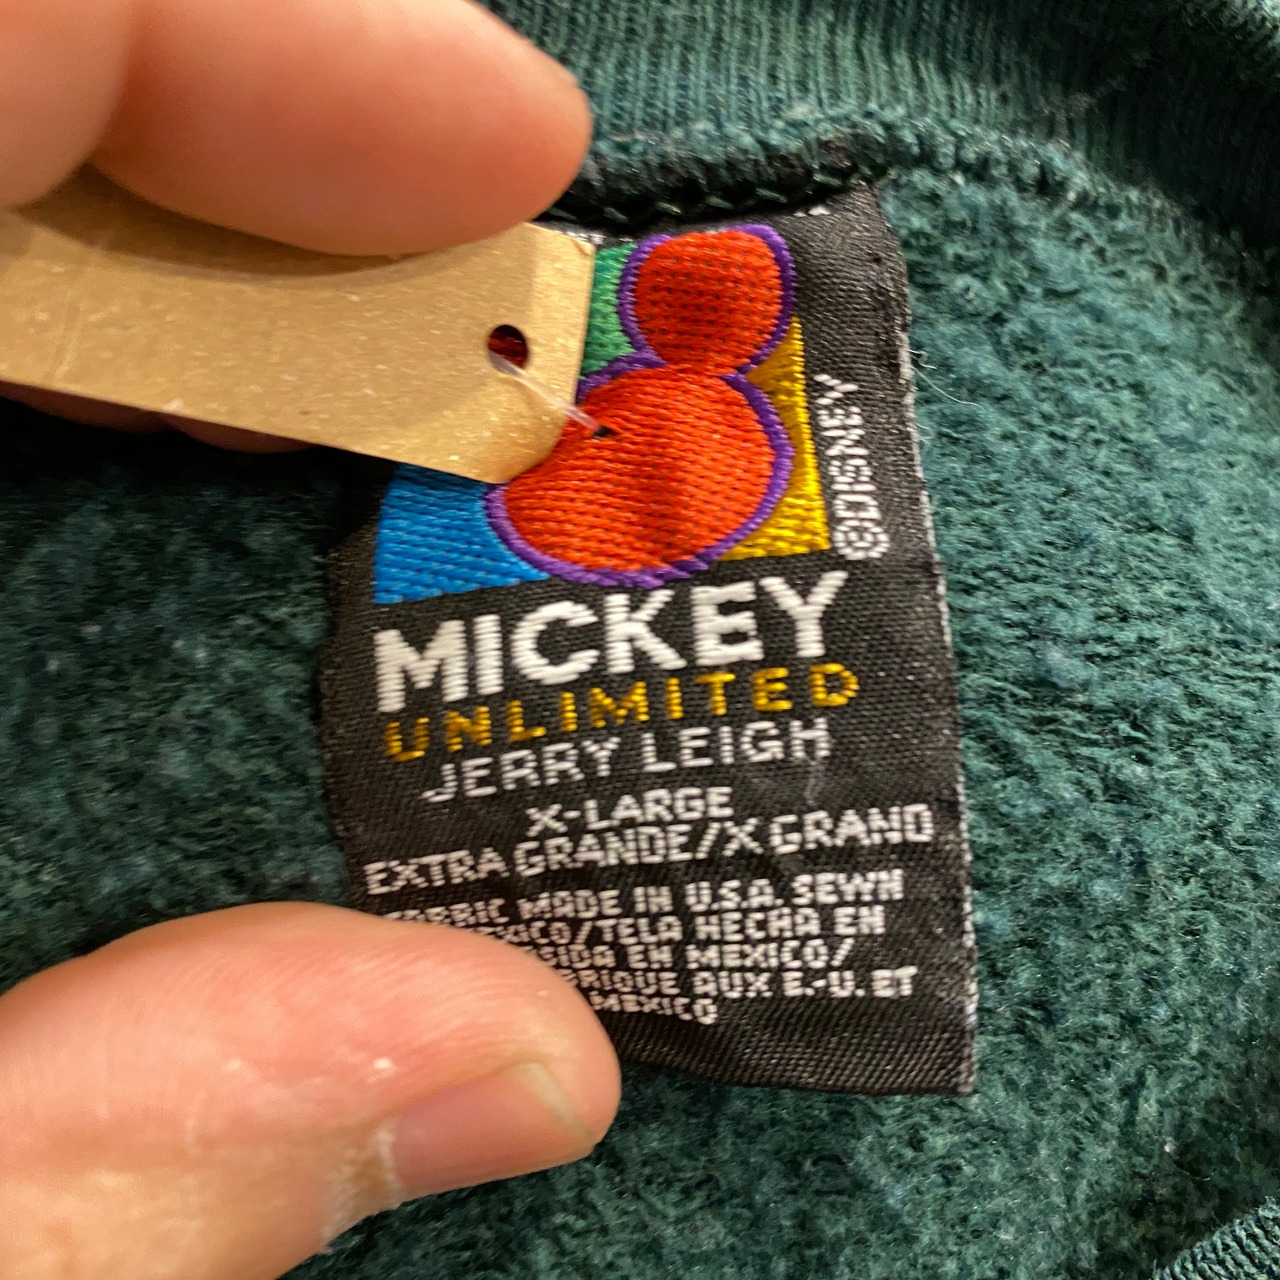 ©DISNEY
MICKEY
UNLIMITED
JERRY LEIGH
X-LARGE
EXTRA GRANDE/X GRAND
MADE IN U.S.A. SEWN
TELA HECHA EN
EN MEXICO/
AUX E.-U. ET
MEXICO